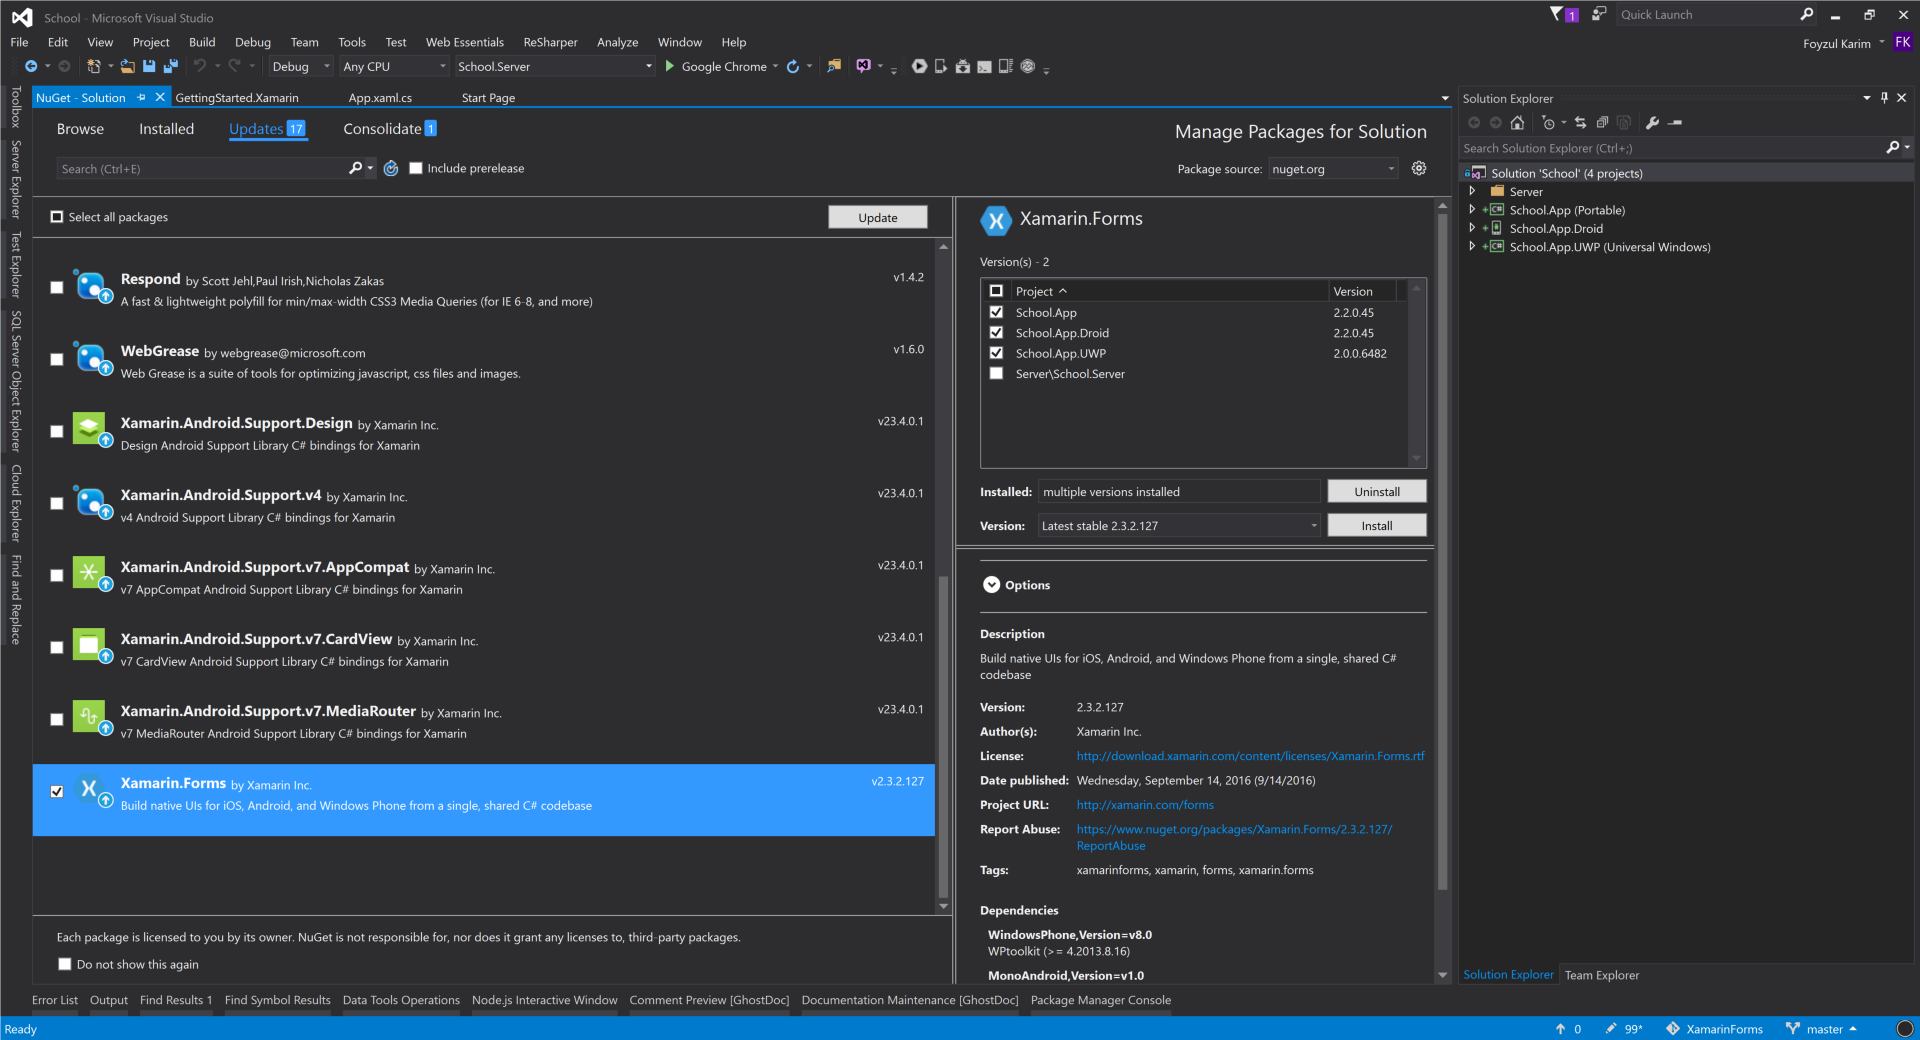 School - Microsoft Visual Studio
1
Quick Launch
File Edit View Project Build Debug Team Tools Test Web Essentials ReSharper Analyze Window Help
Foyzul Karim FK
Debug Any CPU School.Server Google Chrome
Toolbox
Server Explorer
Test Explorer
SQL Server Object Explorer
Cloud Explorer
Find and Replace
NuGet - Solution GettingStarted.Xamarin App.xaml.cs Start Page
Browse Installed Updates 17 Consolidate 1
Manage Packages for Solution
Search (Ctrl+E) Include prerelease
Package source: nuget.org
Select all packages Update
Respond by Scott Jehl,Paul Irish,Nicholas Zakas v1.4.2
A fast & lightweight polyfill for min/max-width CSS3 Media Queries (for IE 6-8, and more)
WebGrease by webgrease@microsoft.com v1.6.0
Web Grease is a suite of tools for optimizing javascript, css files and images.
Xamarin.Android.Support.Design by Xamarin Inc. v23.4.0.1
Design Android Support Library C# bindings for Xamarin
Xamarin.Android.Support.v4 by Xamarin Inc. v23.4.0.1
v4 Android Support Library C# bindings for Xamarin
Xamarin.Android.Support.v7.AppCompat by Xamarin Inc. v23.4.0.1
v7 AppCompat Android Support Library C# bindings for Xamarin
Xamarin.Android.Support.v7.CardView by Xamarin Inc. v23.4.0.1
v7 CardView Android Support Library C# bindings for Xamarin
Xamarin.Android.Support.v7.MediaRouter by Xamarin Inc. v23.4.0.1
v7 MediaRouter Android Support Library C# bindings for Xamarin
Xamarin.Forms by Xamarin Inc. v2.3.2.127
Build native UIs for iOS, Android, and Windows Phone from a single, shared C# codebase
Each package is licensed to you by its owner. NuGet is not responsible for, nor does it grant any licenses to, third-party packages.
Do not show this again
Xamarin.Forms
Version(s) - 2
Project Version
School.App 2.2.0.45
School.App.Droid 2.2.0.45
School.App.UWP 2.0.0.6482
Server\School.Server
Installed: multiple versions installed Uninstall
Version: Latest stable 2.3.2.127 Install
Options
Description
Build native UIs for iOS, Android, and Windows Phone from a single, shared C#
codebase
Version: 2.3.2.127
Author(s): Xamarin Inc.
License: http://download.xamarin.com/content/licenses/Xamarin.Forms.rtf
Date published: Wednesday, September 14, 2016 (9/14/2016)
Project URL: http://xamarin.com/forms
Report Abuse: https://www.nuget.org/packages/Xamarin.Forms/2.3.2.127/
ReportAbuse
Tags: xamarinforms, xamarin, forms, xamarin.forms
Dependencies
WindowsPhone,Version=v8.0
WPtoolkit (>= 4.2013.8.16)
MonoAndroid,Version=v1.0
Solution Explorer
Search Solution Explorer (Ctrl+;)
Solution 'School' (4 projects)
Server
School.App (Portable)
School.App.Droid
School.App.UWP (Universal Windows)
Solution Explorer Team Explorer
Error List Output Find Results 1 Find Symbol Results Data Tools Operations Node.js Interactive Window Comment Preview [GhostDoc] Documentation Maintenance [GhostDoc] Package Manager Console
Ready 0 99* XamarinForms master